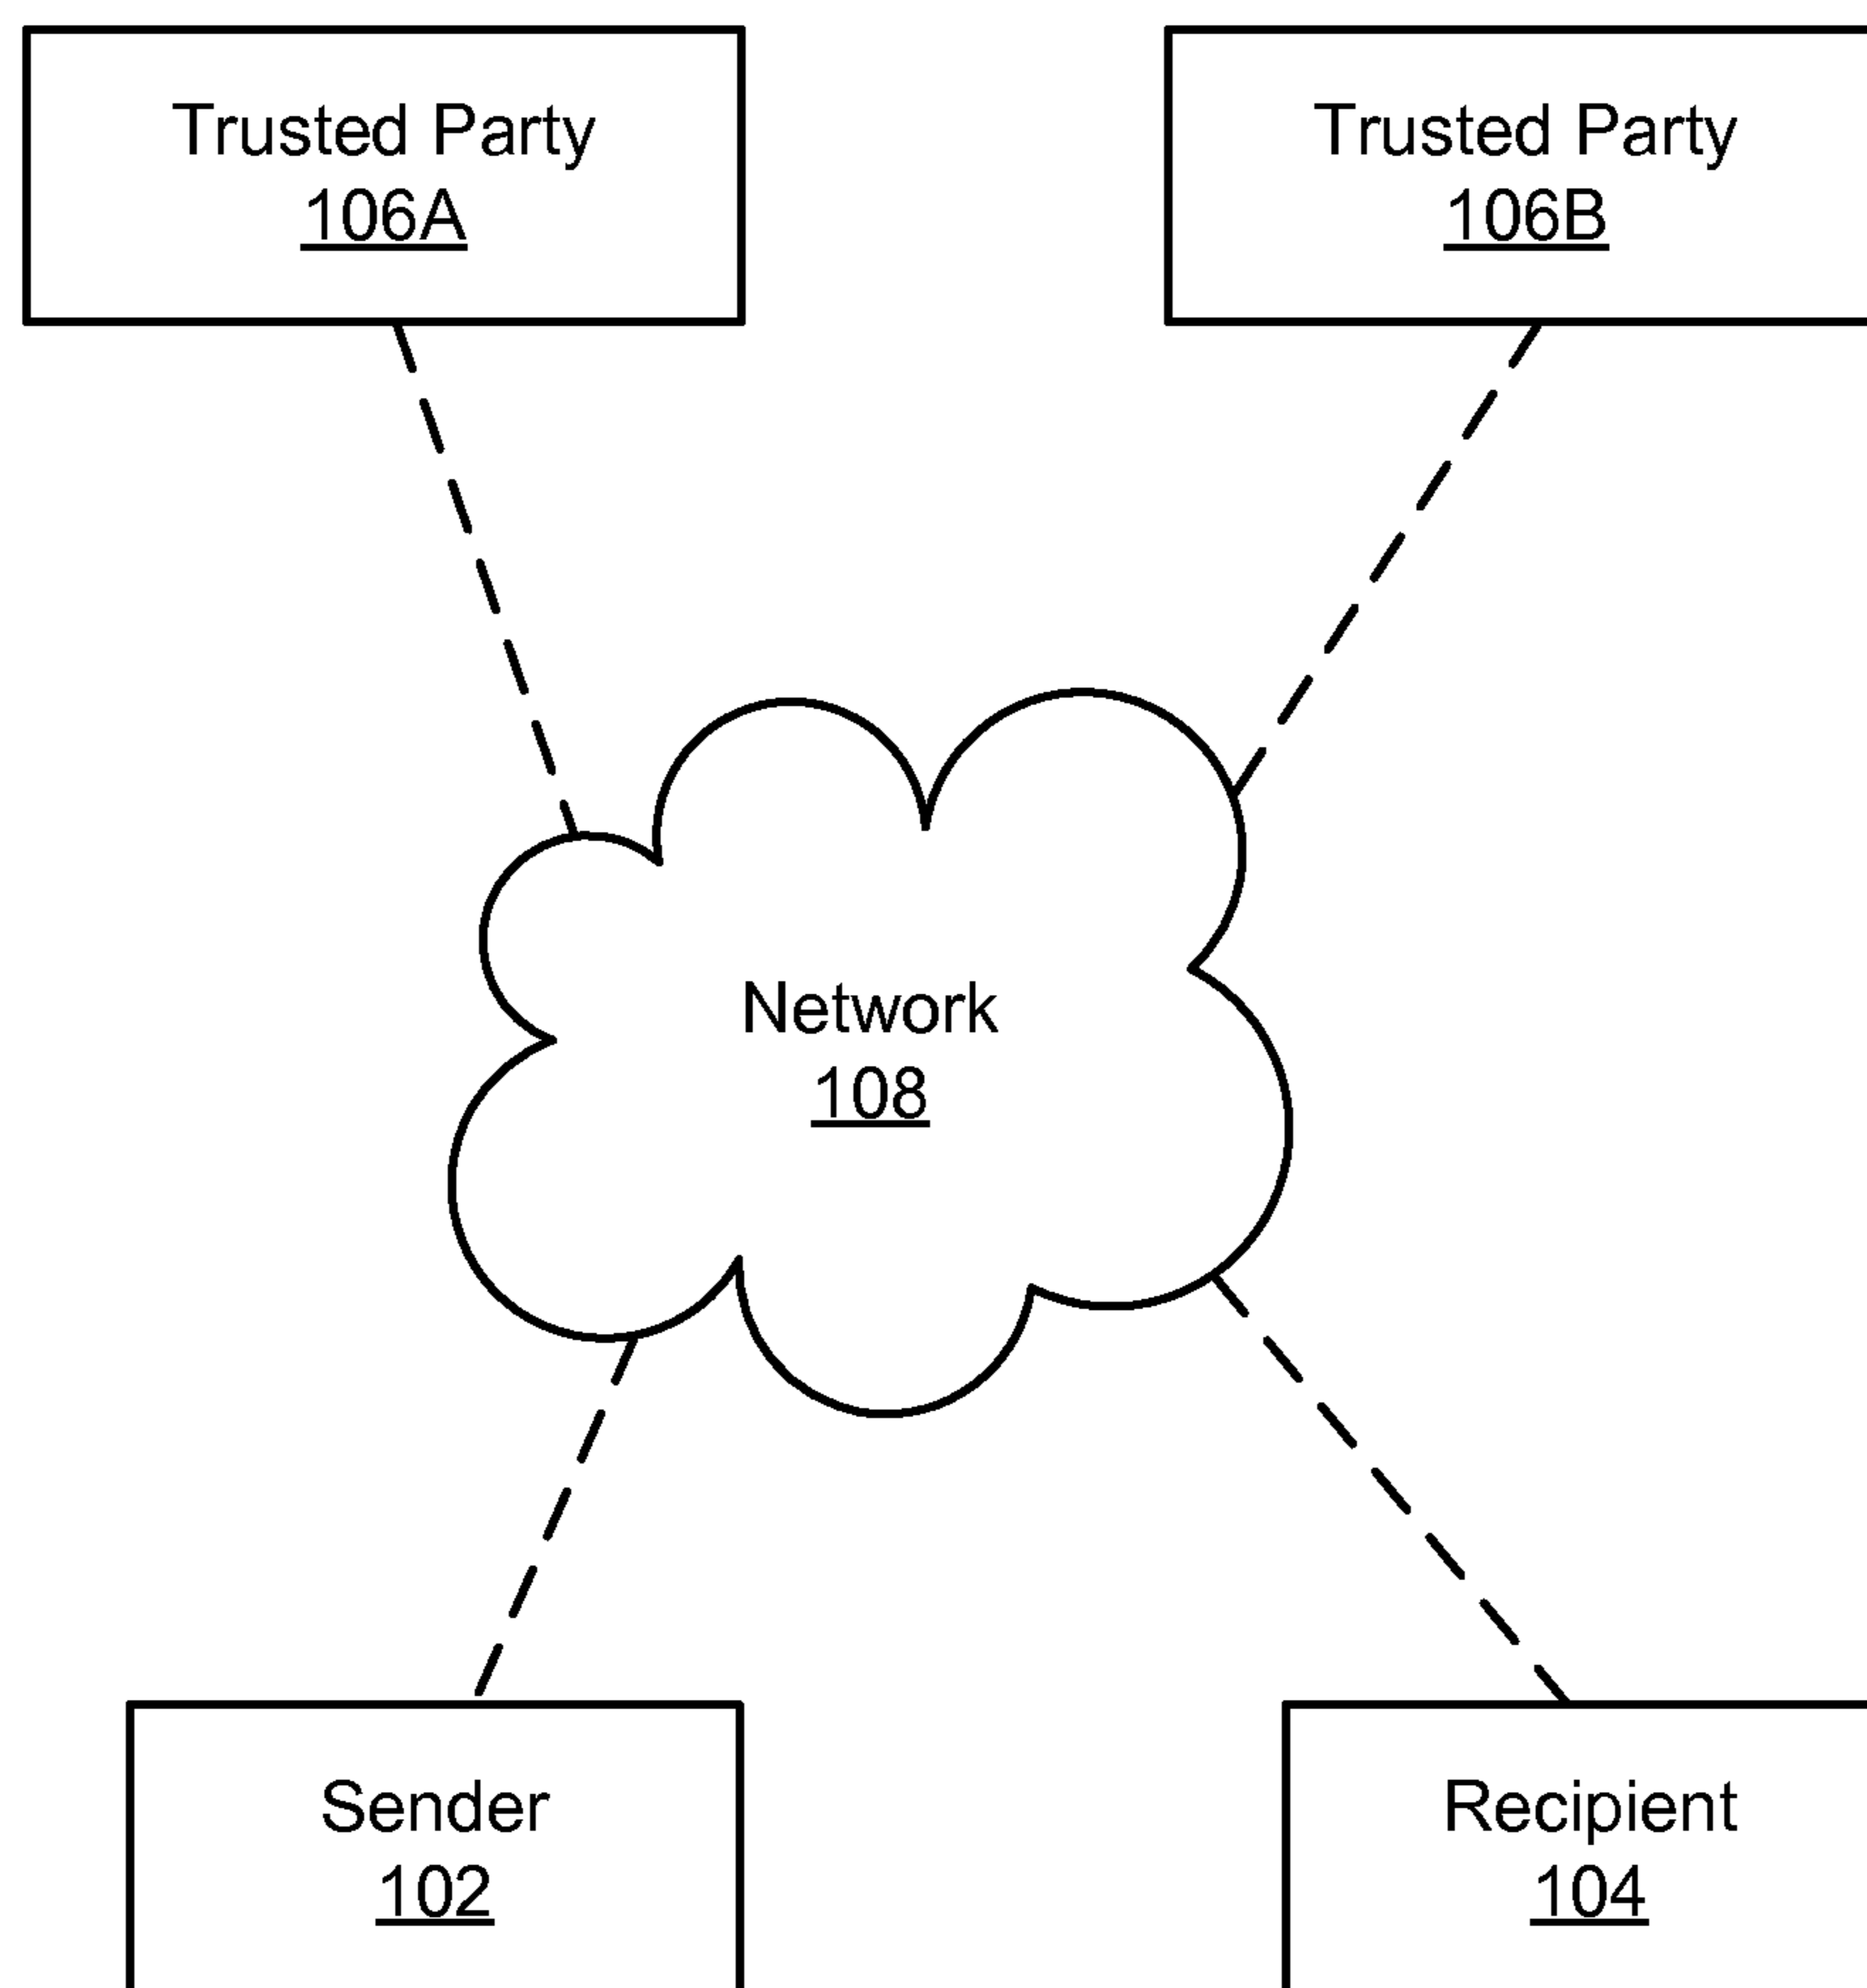 Trusted Party
106A
Trusted Party
106B
Network
108
Sender
102
Recipient
104